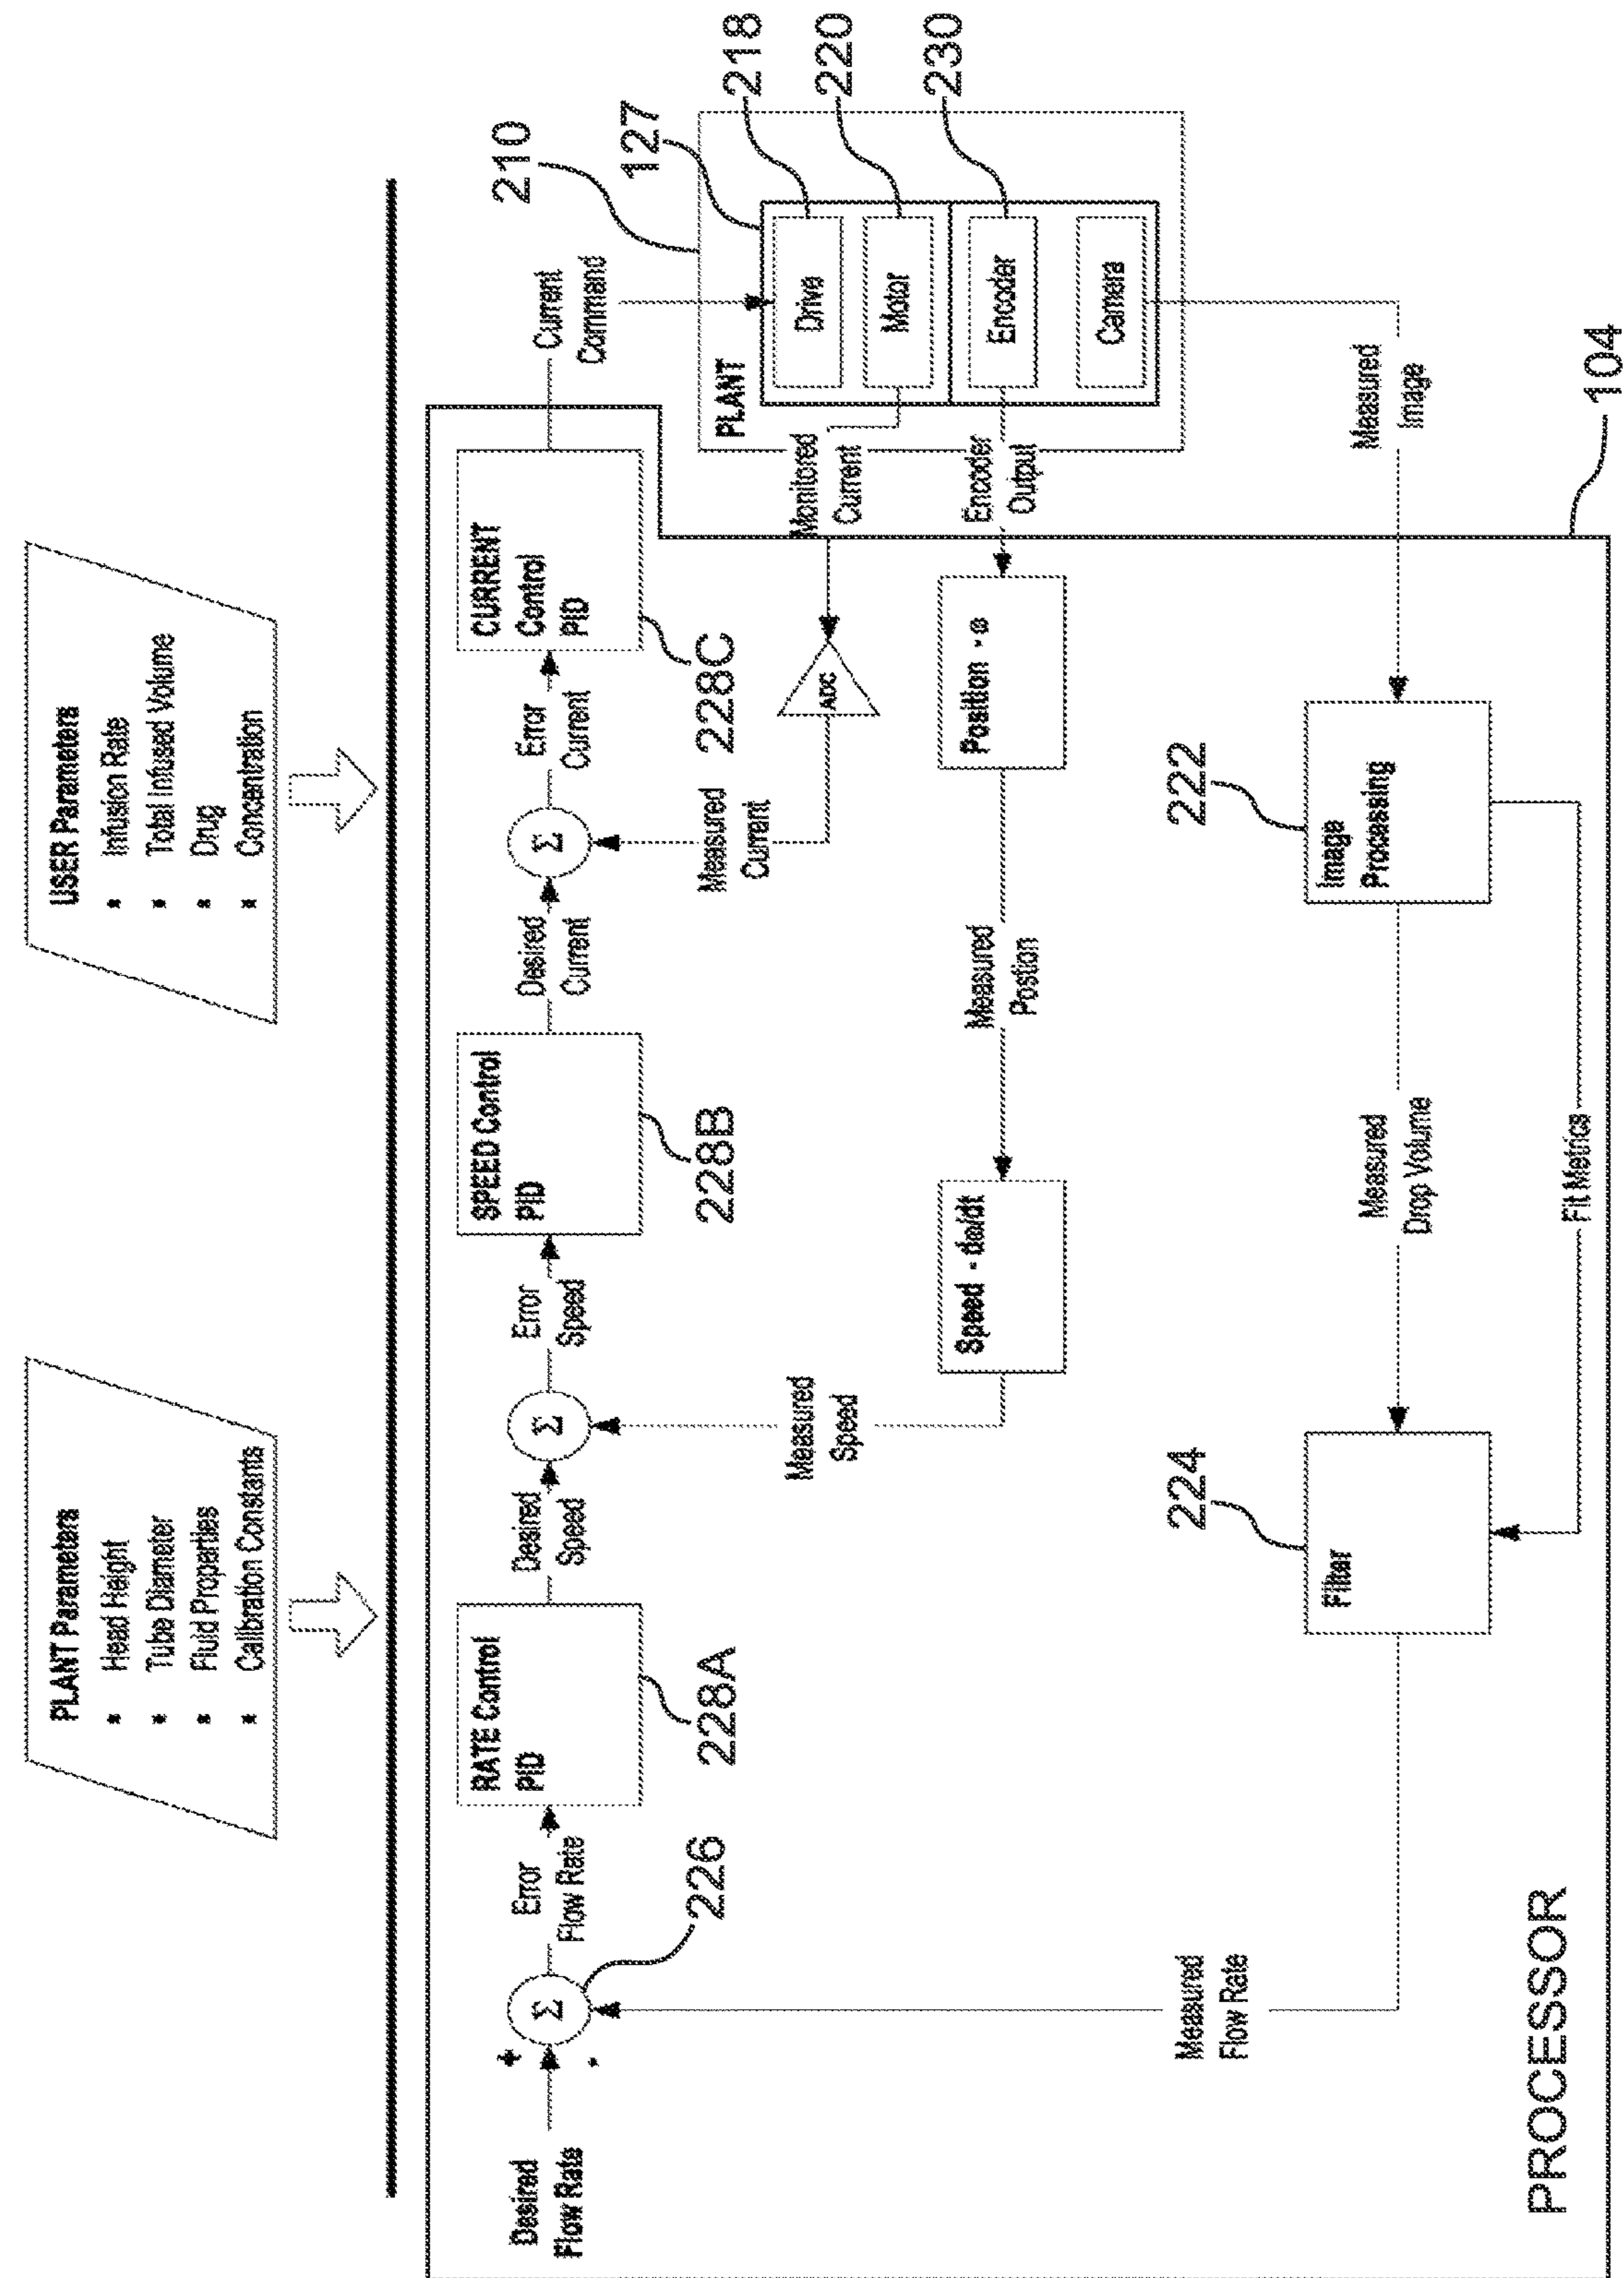 PLANT Parameters
* Head Height
* Tube Diameter
* Fluid Properties
* Calibration Constants
USER Parameters
* Infusion Rate
* Total Infused Volume
* Drug
* Concentration
Desired
Flow Rate
+
-
Σ
226
Error
Flow Rate
RATE Control
PID
228A
Desired
Speed
Σ
Error
Speed
SPEED Control
PID
228B
Desired
Current
Σ
Error
Current
CURRENT
Control
PID
228C
Current
Command
210
127
218
220
230
PLANT
Drive
Motor
Encoder
Camera
Monitored
Current
ADC
Measured
Current
Encoder
Output
Position - ɵ
Measured
Postion
Speed - dɵ/dt
Measured
Speed
Measured
Image
Image
Processing
222
Measured
Drop Volume
Fit Metrics
Filter
224
Measured
Flow Rate
PROCESSOR
104